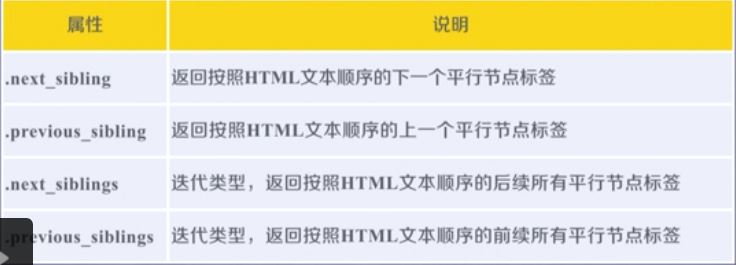 属性 说明
.next_sibling 返回按照HTML文本顺序的下一个平行节点标签
.previous_sibling 返回按照HTML文本顺序的上一个平行节点标签
.next_siblings 迭代类型，返回按照HTML文本顺序的后续所有平行节点标签
.previous_siblings 迭代类型，返回按照HTML文本顺序的前续所有平行节点标签